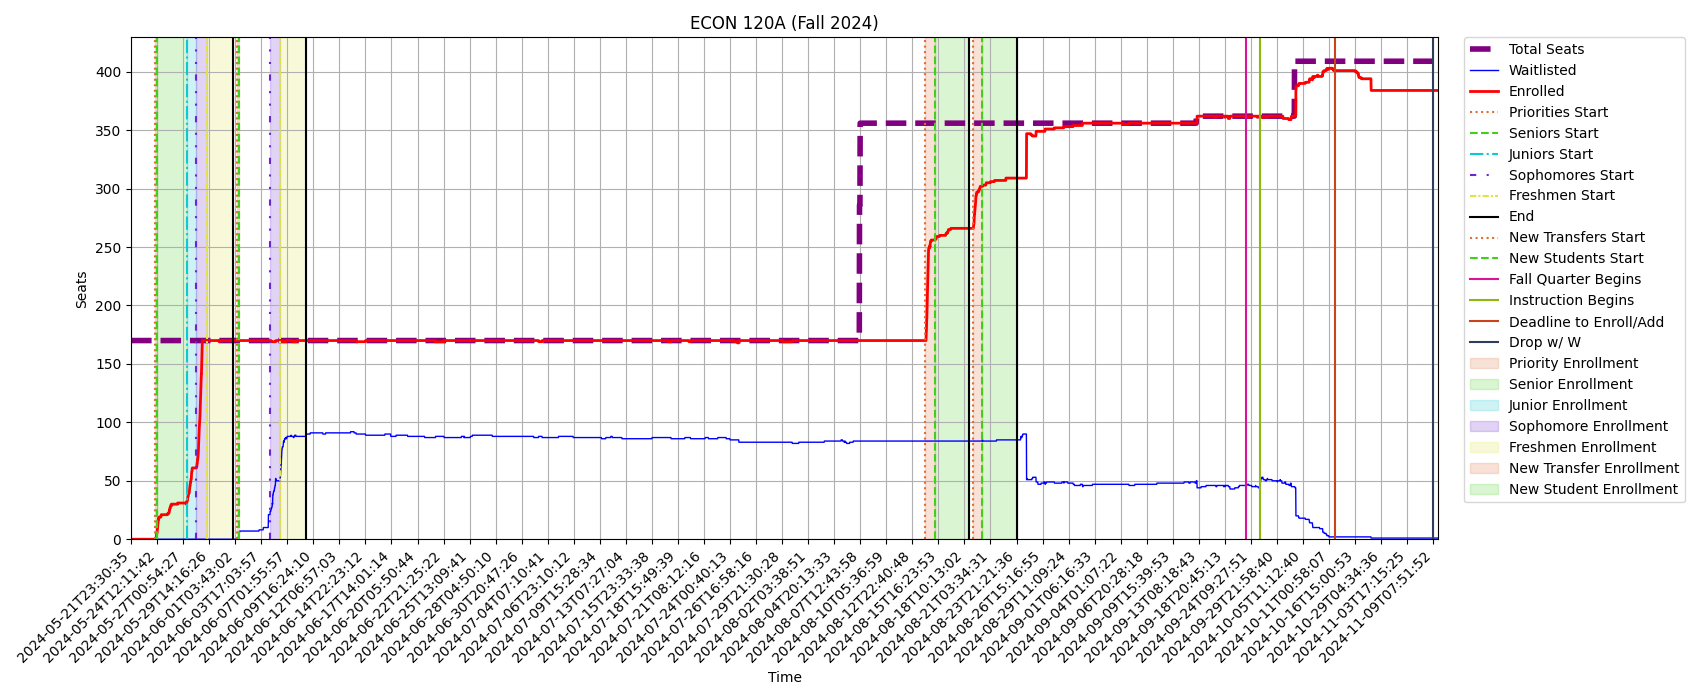 ECON 120A (Fall 2024)
Seats
400
350
300
250
200
150
100
50
0
2024-05-21T23:30:35
2024-05-24T12:11:42
2024-05-27T00:54:27
2024-05-29T14:16:26
2024-06-01T03:43:02
2024-06-03T17:03:57
2024-06-07T01:55:57
2024-06-09T16:24:10
2024-06-12T06:57:03
2024-06-14T22:23:12
2024-06-17T14:01:14
2024-06-20T05:50:44
2024-06-22T21:25:22
2024-06-25T13:09:41
2024-06-28T04:50:10
2024-06-30T20:47:26
2024-07-04T07:10:41
2024-07-06T23:10:12
2024-07-09T15:28:34
2024-07-13T07:27:04
2024-07-15T23:33:38
2024-07-18T15:49:39
2024-07-21T08:12:16
2024-07-24T00:40:13
2024-07-26T16:58:16
2024-07-29T21:30:28
2024-08-02T03:38:51
2024-08-04T20:13:33
2024-08-07T12:43:58
2024-08-10T05:36:59
2024-08-12T22:40:48
2024-08-15T16:23:53
2024-08-18T10:13:02
2024-08-21T03:34:31
2024-08-23T21:21:36
2024-08-26T15:16:55
2024-08-29T11:09:24
2024-09-01T06:16:33
2024-09-04T01:07:22
2024-09-06T20:28:18
2024-09-09T15:39:53
2024-09-13T08:18:43
2024-09-18T20:45:13
2024-09-24T09:27:51
2024-09-29T21:58:40
2024-10-05T11:12:40
2024-10-11T00:58:07
2024-10-16T15:00:53
2024-10-29T04:34:36
2024-11-03T17:15:25
2024-11-09T07:51:52
Time
Total Seats
Waitlisted
Enrolled
Priorities Start
Seniors Start
Juniors Start
Sophomores Start
Freshmen Start
End
New Transfers Start
New Students Start
Fall Quarter Begins
Instruction Begins
Deadline to Enroll/Add
Drop w/ W
Priority Enrollment
Senior Enrollment
Junior Enrollment
Sophomore Enrollment
Freshmen Enrollment
New Transfer Enrollment
New Student Enrollment